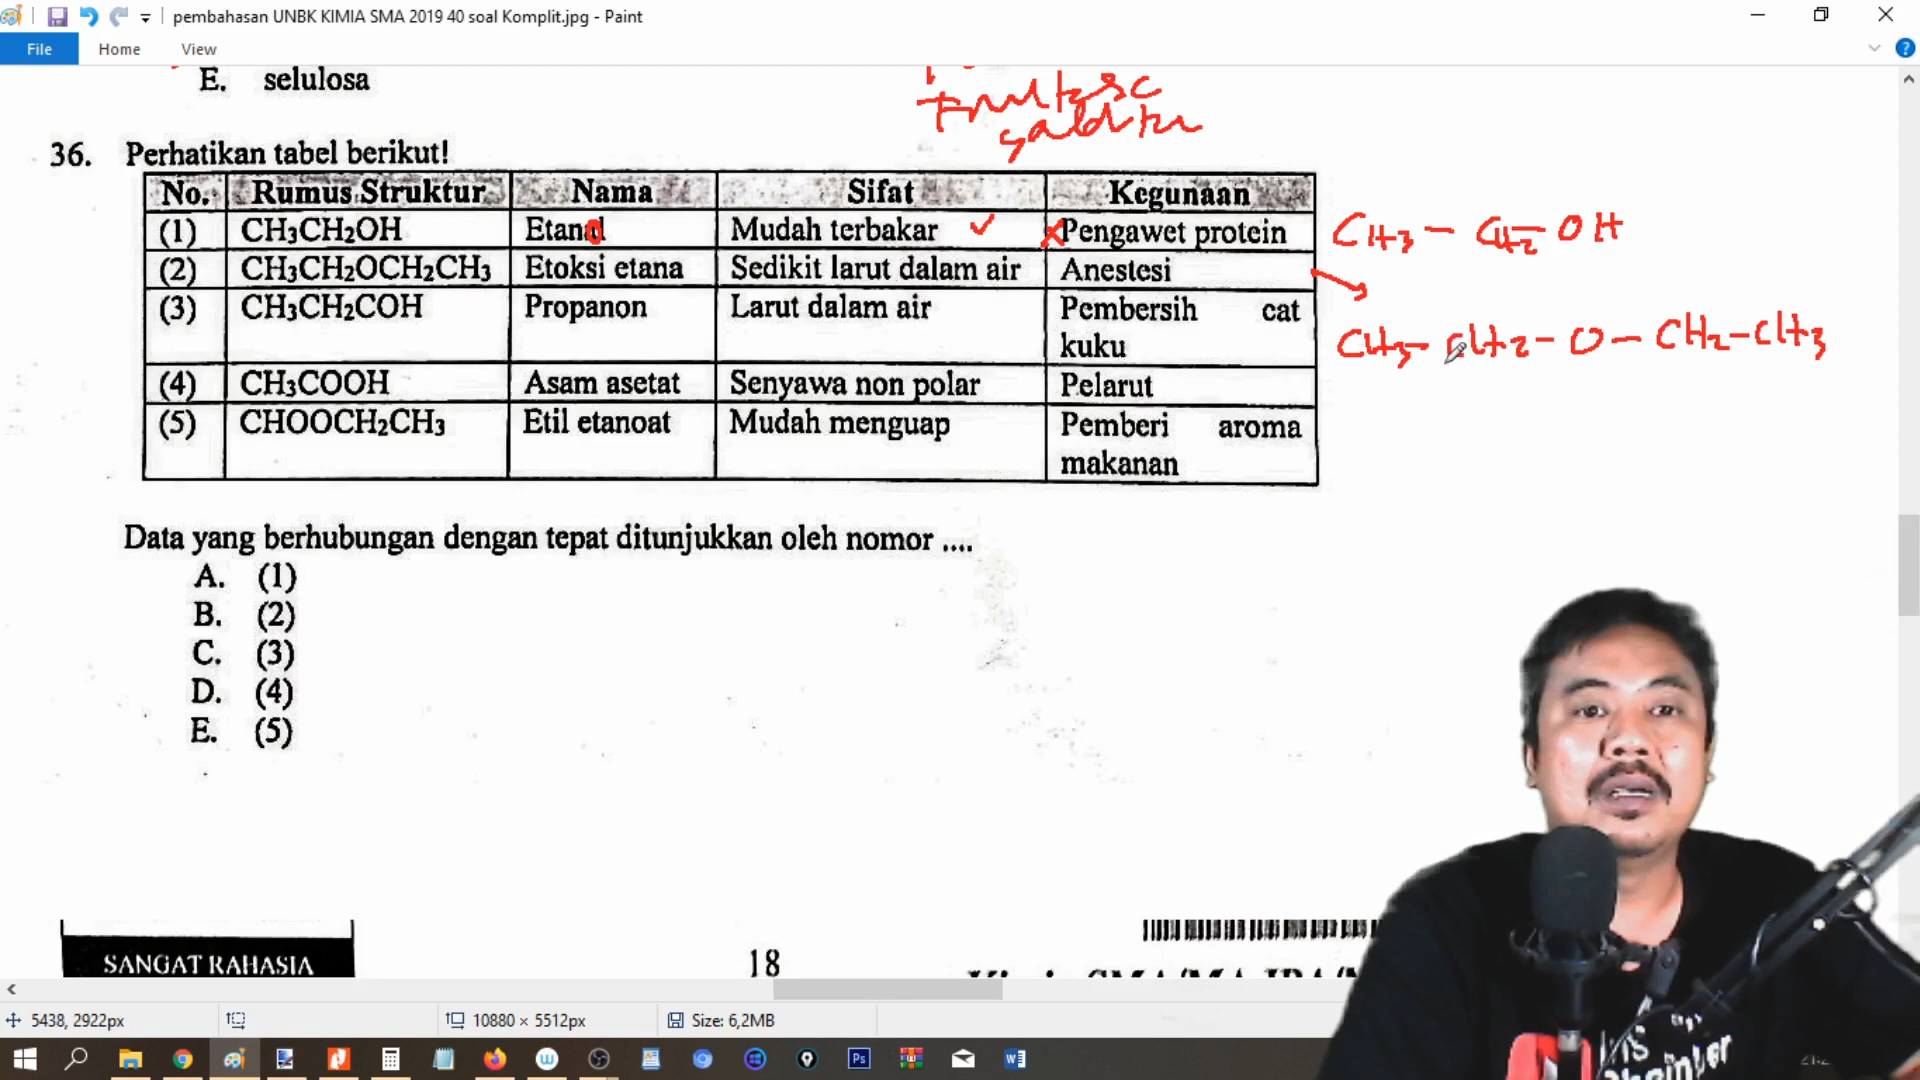 pembahasan UNBK KIMIA SMA 2019 40 soal Komplit.jpg - Paint
File Home View
E. selulosa
36. Perhatikan tabel berikut!
No. Rumus Struktur Nama Sifat Kegunaan
(1) CH₃CH₂OH Etanol Mudah terbakar ✓ x Pengawet protein CH3 - CH2 - OH
(2) CH₃CH₂OCH₂CH₃ Etoksi etana Sedikit larut dalam air Anestesi
(3) CH₃CH₂COH Propanon Larut dalam air Pembersih cat
kuku CH3 - CH2 - O - CH2 - CH3
(4) CH₃COOH Asam asetat Senyawa non polar Pelarut
(5) CHOOCH₂CH₃ Etil etanoat Mudah menguap Pemberi aroma
makanan
Data yang berhubungan dengan tepat ditunjukkan oleh nomor ....
A. (1)
B. (2)
C. (3)
D. (4)
E. (5)
SANGAT RAHASIA
18
5438, 2922px 10880 × 5512px Size: 6,2MB
Ps